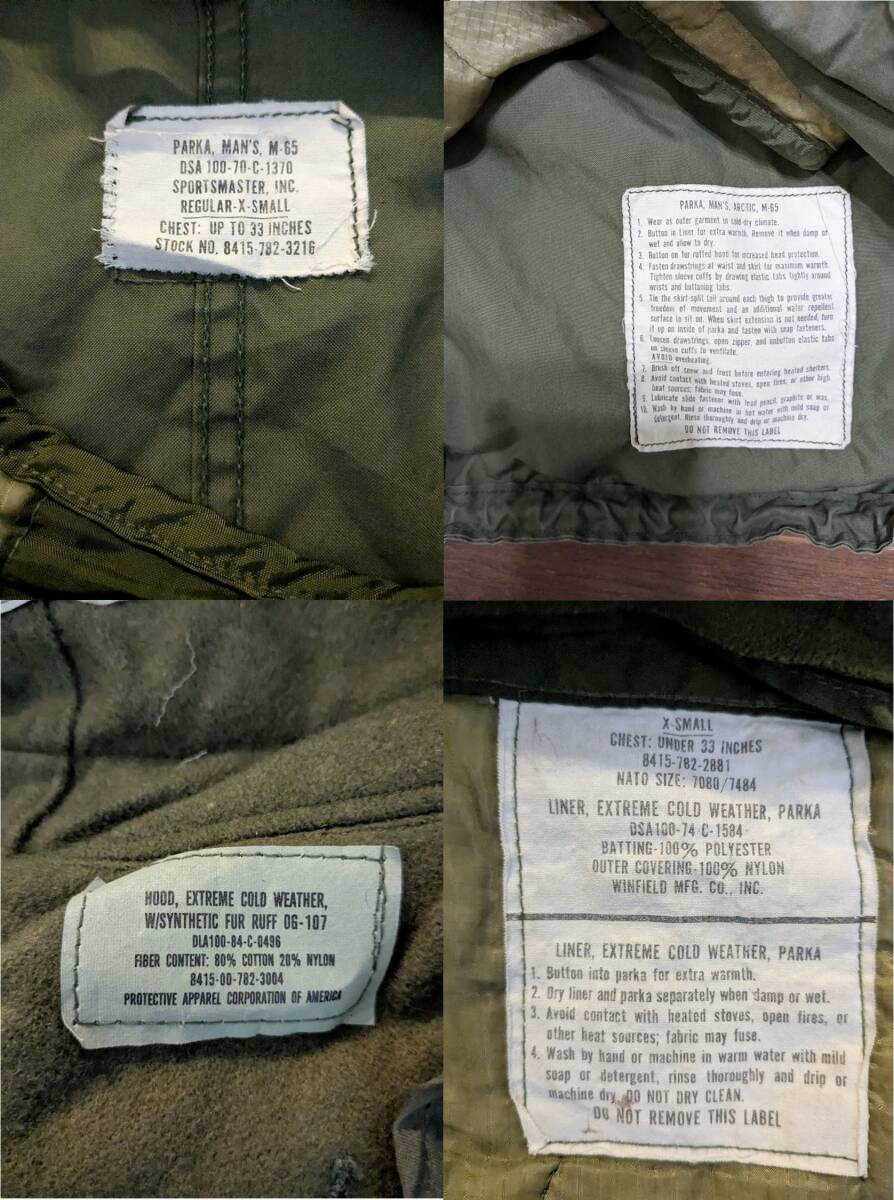 PARKA, MAN'S, M-65
DSA 100-70-C-1370
SPORTSMASTER, INC.
REGULAR-X-SMALL
CHEST: UP TO 33 INCHES
STOCK NO. 8415-782-3216
PARKA, MAN'S, ARCTIC, M-65
1. Wear as outer garment in cold-dry climate.
2. Button in Liner for extra warmth. Remove it when damp or
wet and allow to dry.
3. Button on fur ruffed hood for increased head protection.
4. Fasten drawstrings at waist and skirt for maximum warmth.
Tighten sleeve cuffs by drawing elastic tabs tightly around
wrists and buttoning tabs.
5. Tie the skirt-split tail around each thigh to provide greater
freedom of movement and an additional water repellent
surface to sit on. When skirt extension is not needed, turn
it up on inside of parka and fasten with snap fasteners.
6. Loosen drawstrings, open zipper, and unbutton elastic tabs
on sleeve cuffs to ventilate.
AVOID overheating.
7. Brush off snow and frost before entering heated shelters.
8. Avoid contact with heated stoves, open fires, or other high
heat sources; fabric may fuse.
9. Lubricate slide fastener with lead pencil, graphite or wax.
10. Wash by hand or machine in hot water with mild soap or
detergent. Rinse thoroughly and drip or machine dry.
DO NOT REMOVE THIS LABEL
HOOD, EXTREME COLD WEATHER,
W/SYNTHETIC FUR RUFF OG-107
DLA100-84-C-0496
FIBER CONTENT: 80% COTTON 20% NYLON
8415-00-782-3004
PROTECTIVE APPAREL CORPORATION OF AMERICA
X-SMALL
CHEST: UNDER 33 INCHES
8415-782-2881
NATO SIZE: 7080/7484
LINER, EXTREME COLD WEATHER, PARKA
DSA100-74-C-1584
BATTING-100% POLYESTER
OUTER COVERING-100% NYLON
WINFIELD MFG. CO., INC.
LINER, EXTREME COLD WEATHER, PARKA
1. Button into parka for extra warmth.
2. Dry liner and parka separately when damp or wet.
3. Avoid contact with heated stoves, open fires, or
other heat sources; fabric may fuse.
4. Wash by hand or machine in warm water with mild
soap or detergent, rinse thoroughly and drip or
machine dry. DO NOT DRY CLEAN.
DO NOT REMOVE THIS LABEL